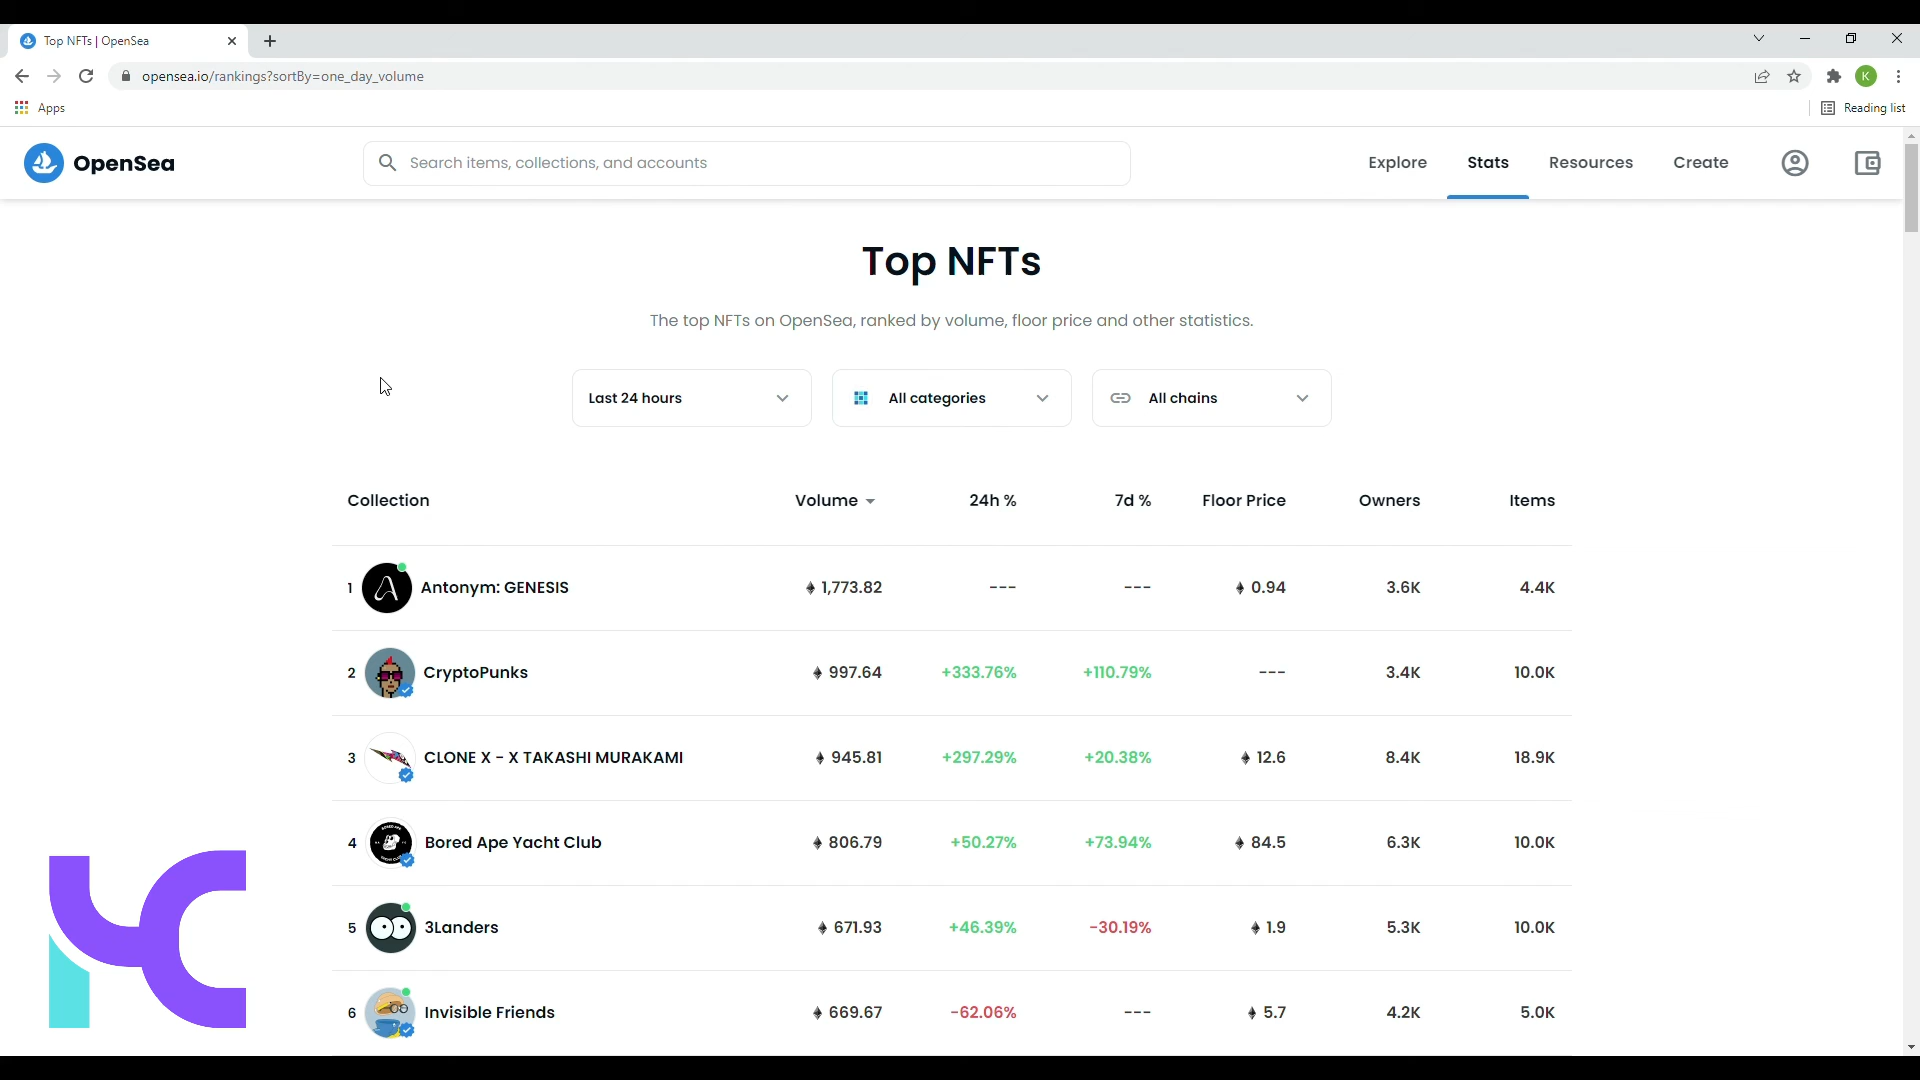 Top NFTs | OpenSea
opensea.io/rankings?sortBy=one_day_volume
K
Apps
Reading list
OpenSea
Search items, collections, and accounts
Explore Stats Resources Create
Top NFTs
The top NFTs on OpenSea, ranked by volume, floor price and other statistics.
Last 24 hours All categories All chains
Collection Volume 24h % 7d % Floor Price Owners Items
1 Antonym: GENESIS 1,773.82 --- --- 0.94 3.6K 4.4K
2 CryptoPunks 997.64 +333.76% +110.79% --- 3.4K 10.0K
3 CLONE X - X TAKASHI MURAKAMI 945.81 +297.29% +20.38% 12.6 8.4K 18.9K
4 Bored Ape Yacht Club 806.79 +50.27% +73.94% 84.5 6.3K 10.0K
5 3Landers 671.93 +46.39% -30.19% 1.9 5.3K 10.0K
6 Invisible Friends 669.67 -62.06% --- 5.7 4.2K 5.0K